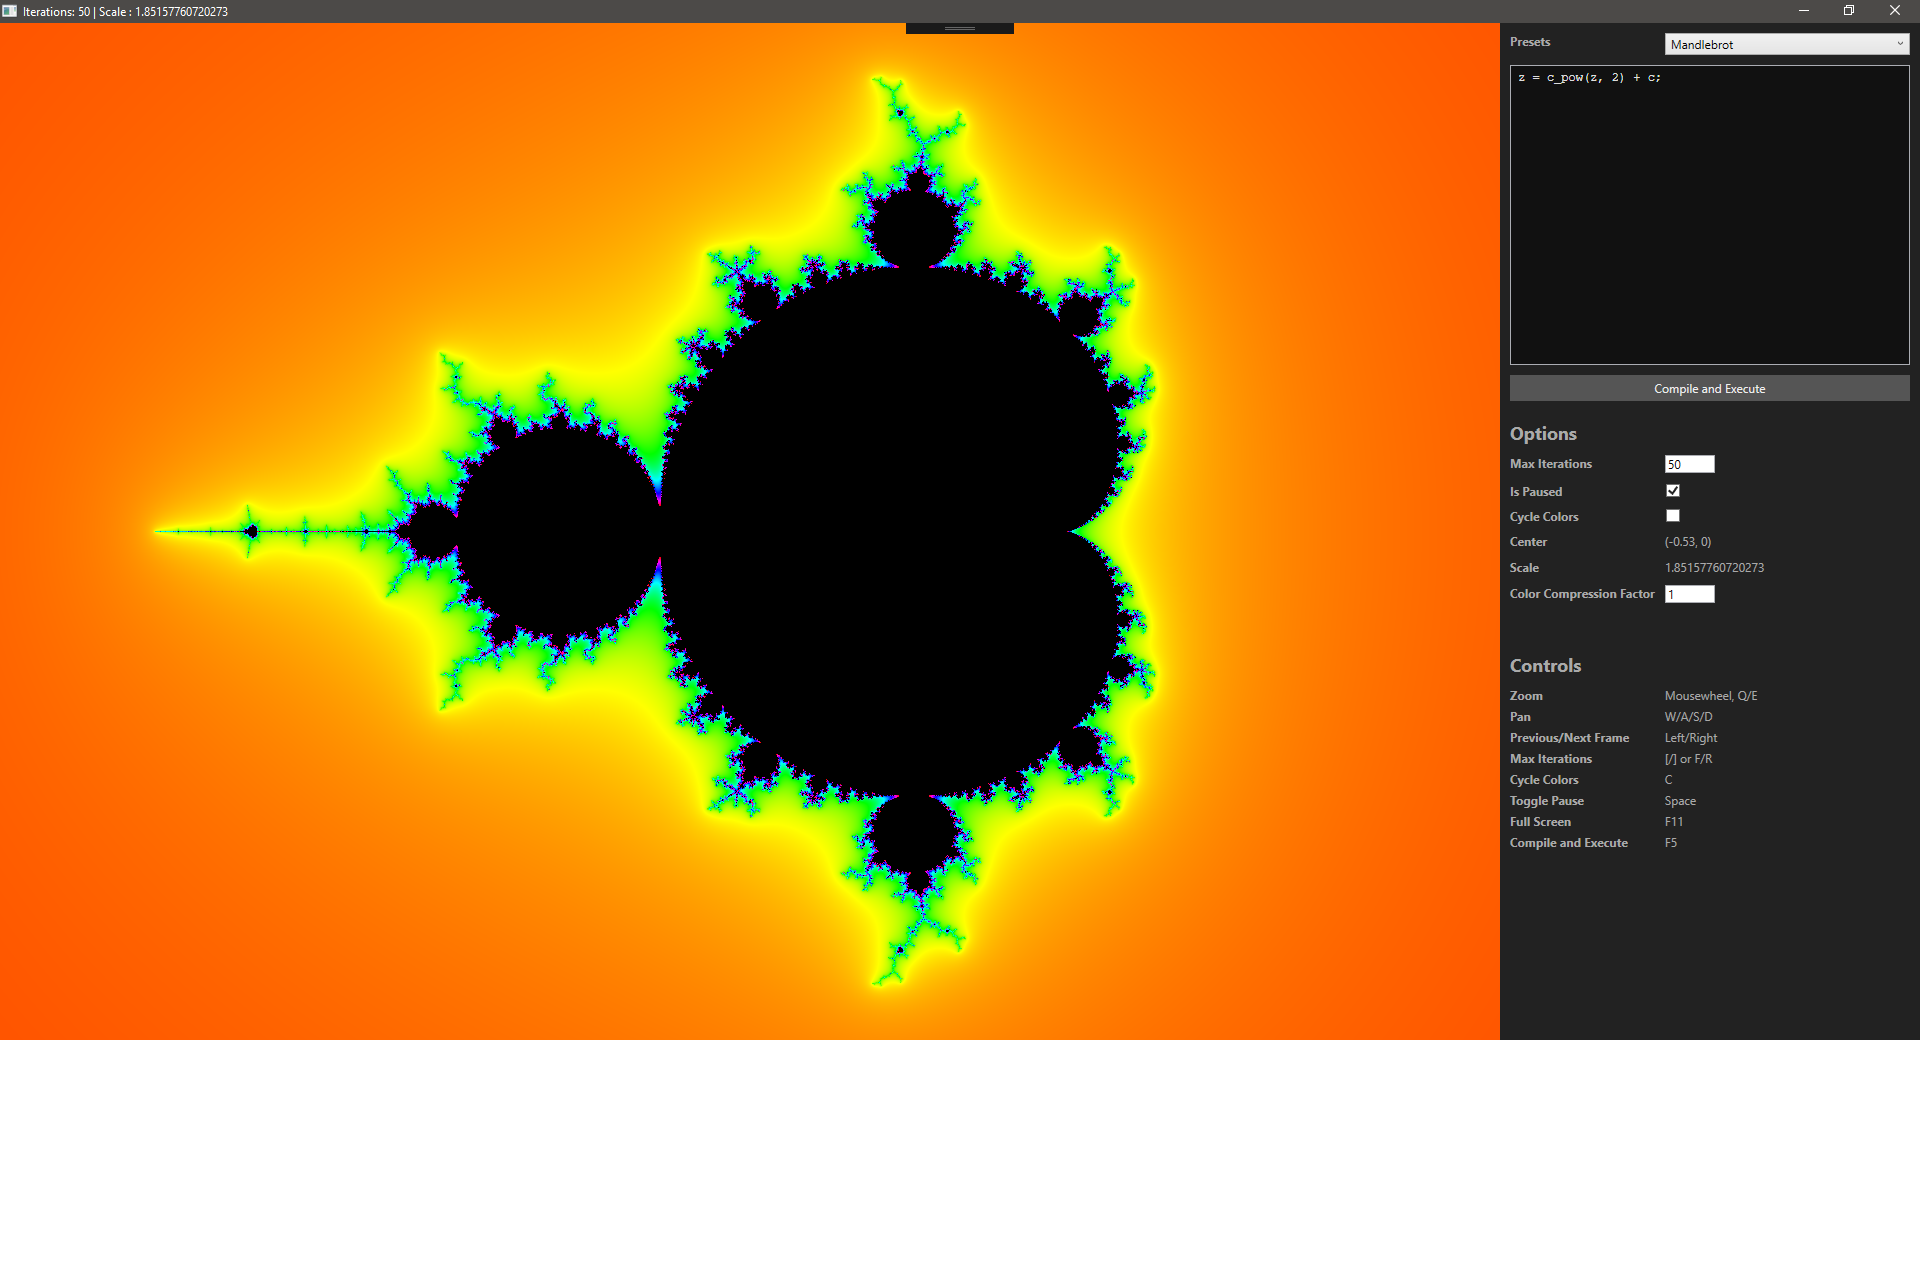 Iterations: 50 | Scale : 1.85157760720273
Presets Mandlebrot
z = c_pow(z, 2) + c;
Compile and Execute
Options
Max Iterations 50
Is Paused
Cycle Colors
Center (-0.53, 0)
Scale 1.85157760720273
Color Compression Factor 1
Controls
Zoom Mousewheel, Q/E
Pan W/A/S/D
Previous/Next Frame Left/Right
Max Iterations [/] or F/R
Cycle Colors C
Toggle Pause Space
Full Screen F11
Compile and Execute F5